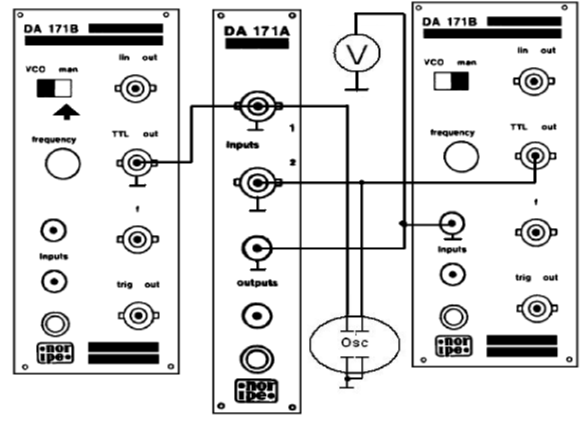 DA 171B
lin out
VCO man
frequency
TTL out
f
Inputs
trig out
nor
ipe
DA 171A
1
Inputs
2
outputs
nor
ipe
V
Osc
DA 171B
lin out
VCO man
frequency
TTL out
f
Inputs
trig out
nor
ipe